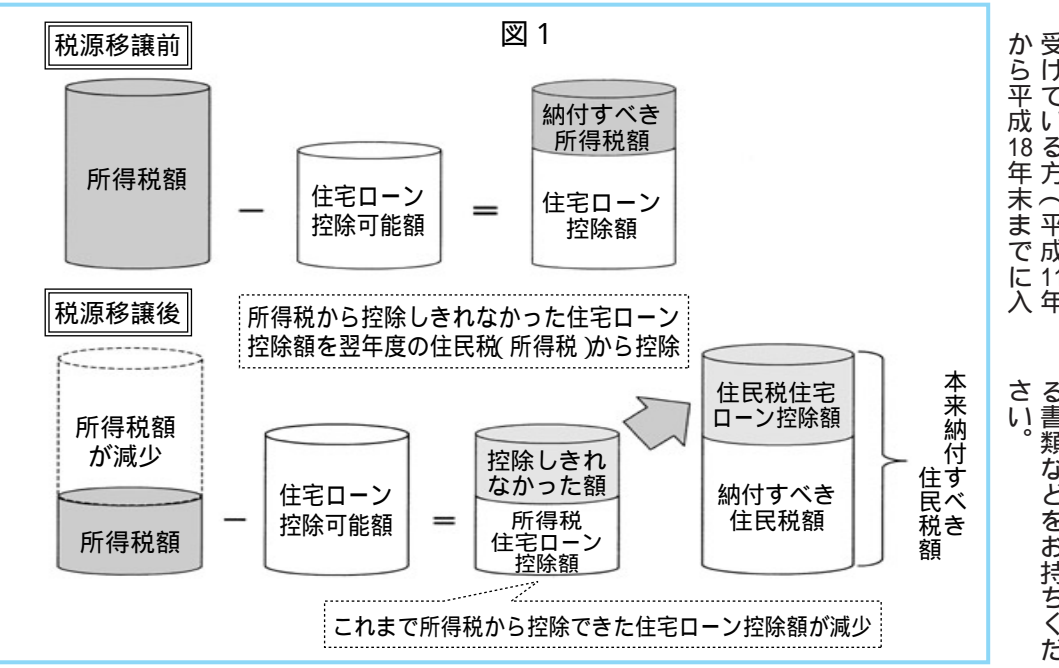 図1
税源移譲前
所得税額
−
住宅ローン
控除可能額
=
納付すべき
所得税額
住宅ローン
控除額
税源移譲後
所得税から控除しきれなかった住宅ローン
控除額を翌年度の住民税(所得税)から控除
所得税額
が減少
所得税額
−
住宅ローン
控除可能額
=
控除しきれ
なかった額
所得税
住宅ローン
控除額
住民税住宅
ローン控除額
納付すべき
住民税額
本来納付すべき
住民税額
これまで所得税から控除できた住宅ローン控除額が減少
受けている方(平成11年
から平成18年末までに入
る書類などをお持ちくだ
さい。